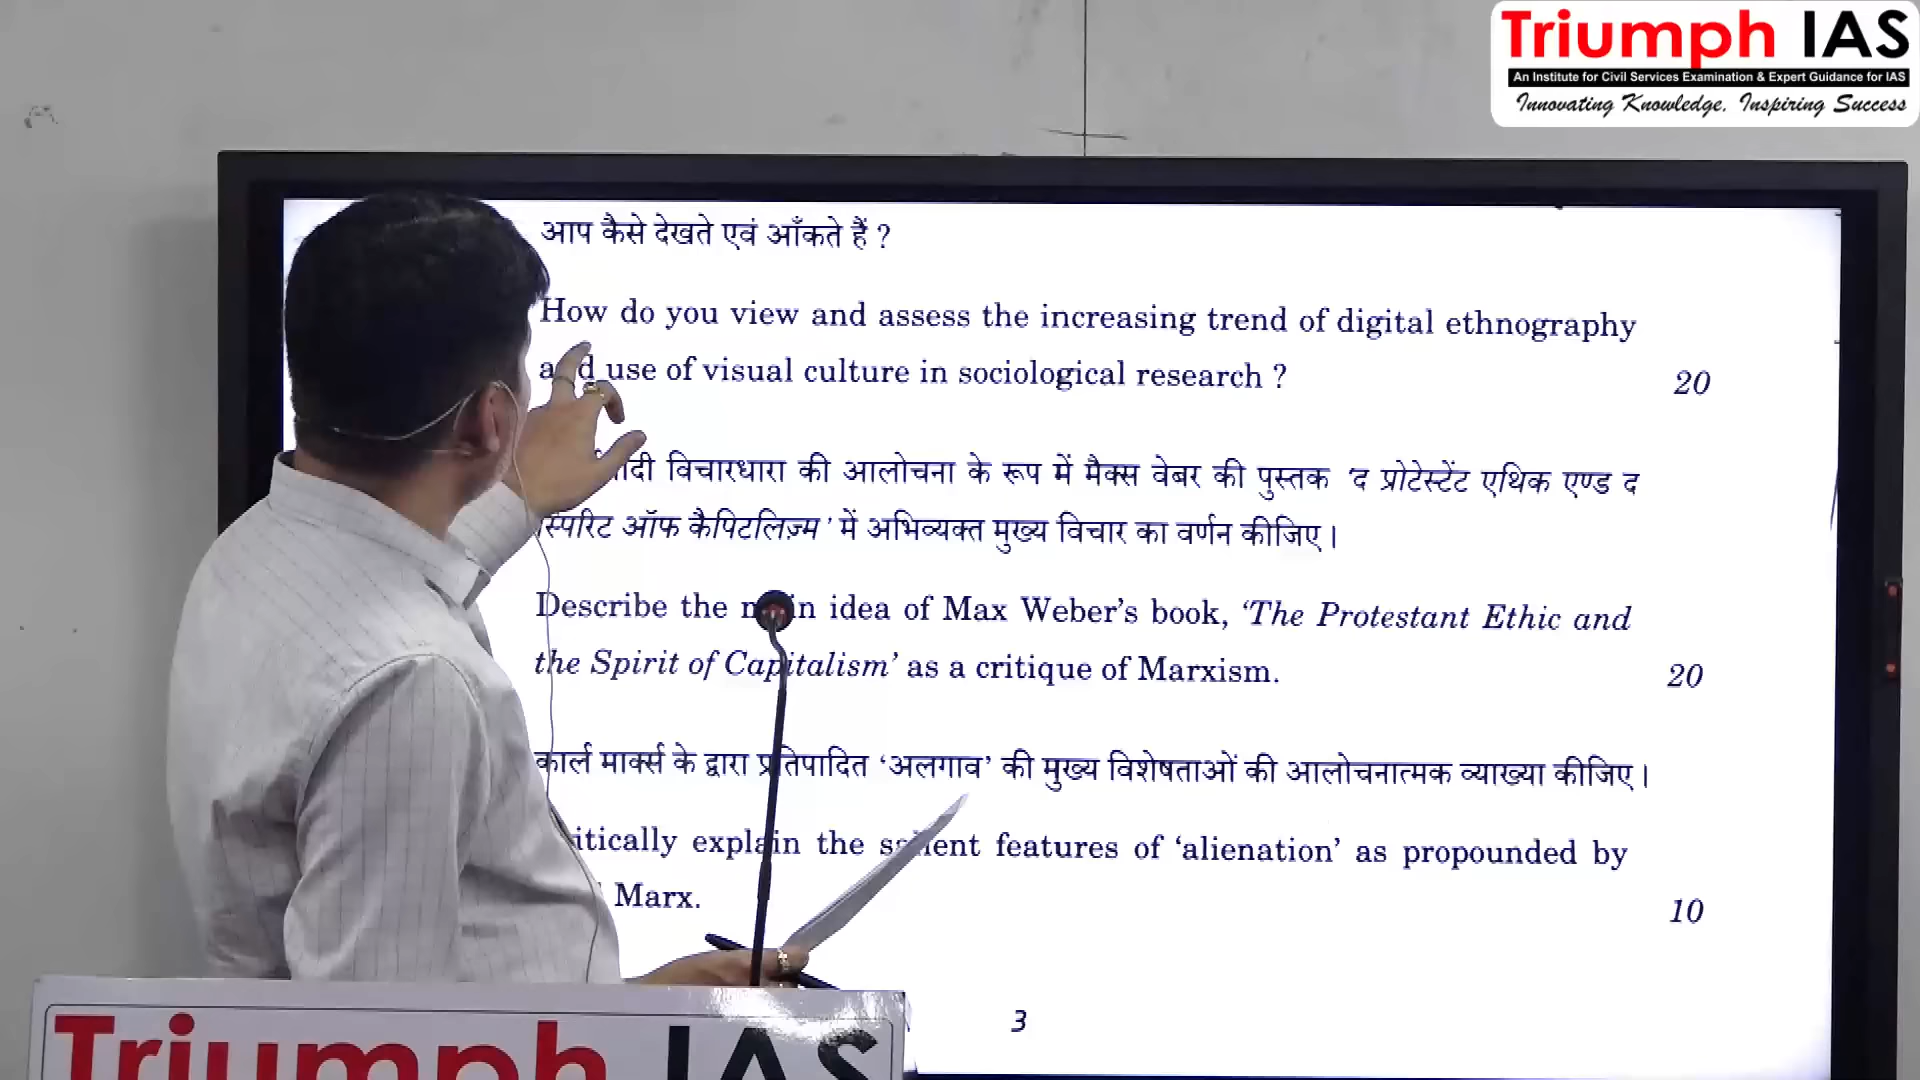 Triumph IAS
An Institute for Civil Services Examination & Expert Guidance for IAS
Innovating Knowledge, Inspiring Success
आप कैसे देखते एवं आँकते हैं ?
How do you view and assess the increasing trend of digital ethnography
and use of visual culture in sociological research ?
20
विचारधारा की आलोचना के रूप में मैक्स वेबर की पुस्तक 'द प्रोटेस्टेंट एथिक एण्ड द
स्पिरिट ऑफ कैपिटलिज़्म' में अभिव्यक्त मुख्य विचार का वर्णन कीजिए।
Describe the main idea of Max Weber's book, 'The Protestant Ethic and
the Spirit of Capitalism' as a critique of Marxism.
20
कार्ल मार्क्स के द्वारा प्रतिपादित 'अलगाव' की मुख्य विशेषताओं की आलोचनात्मक व्याख्या कीजिए।
explain the salient features of 'alienation' as propounded by
Marx.
10
3
Triumph IAS